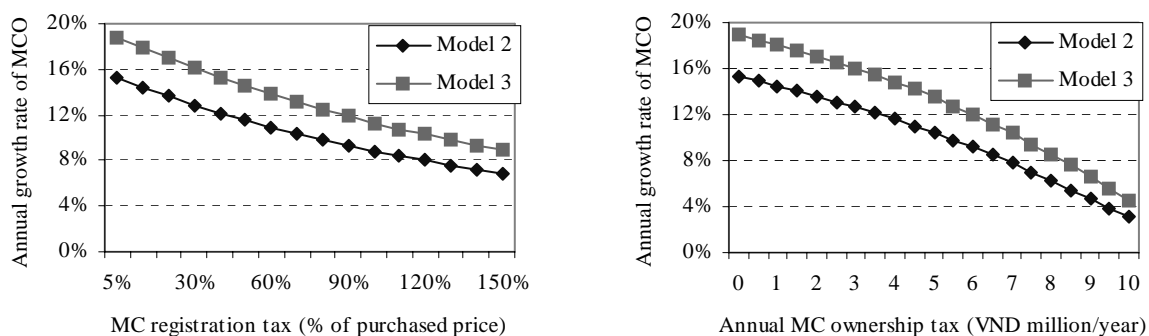 Annual growth rate of MCO
20%
16%
12%
8%
4%
0%
Model 2
Model 3
5% 30% 60% 90% 120% 150%
MC registration tax (% of purchased price)
Annual growth rate of MCO
20%
16%
12%
8%
4%
0%
Model 2
Model 3
0 1 2 3 4 5 6 7 8 9 10
Annual MC ownership tax (VND million/year)